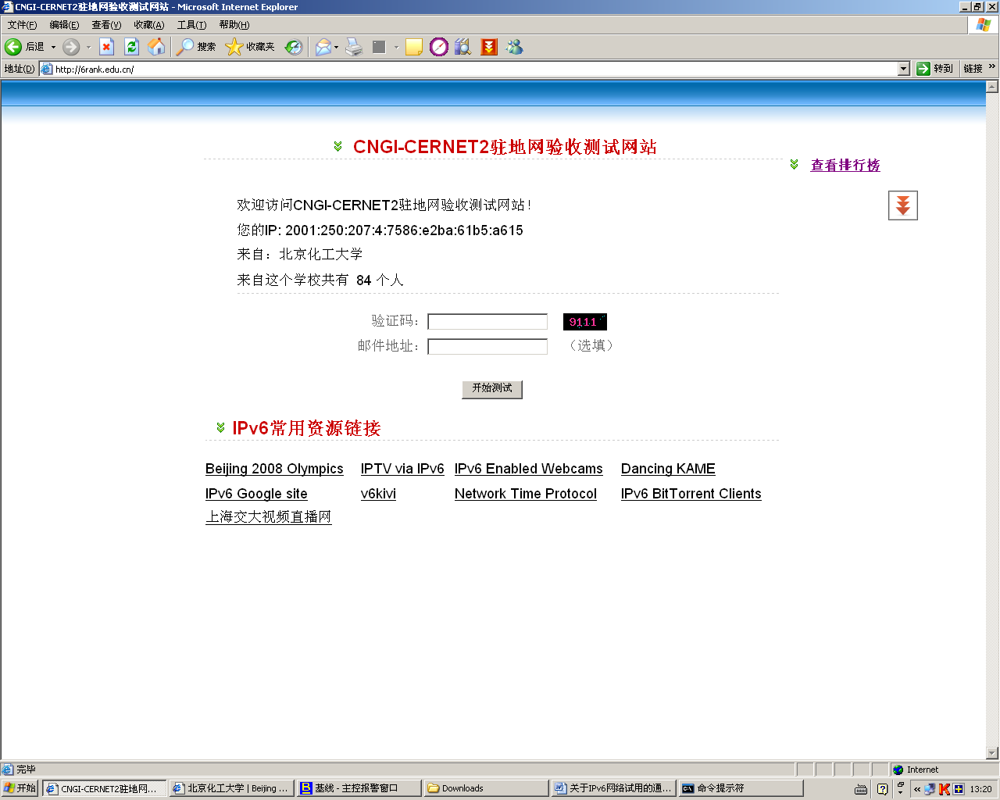 CNGI-CERNET2驻地网验收测试网站 - Microsoft Internet Explorer
文件(F) 编辑(E) 查看(V) 收藏(A) 工具(T) 帮助(H)
后退 搜索 收藏夹
地址(D) http://6rank.edu.cn/ 转到 链接 »
CNGI-CERNET2驻地网验收测试网站
查看排行榜
欢迎访问CNGI-CERNET2驻地网验收测试网站!
您的IP: 2001:250:207:4:7586:e2ba:61b5:a615
来自：北京化工大学
来自这个学校共有 84 个人
验证码： 9111
邮件地址： （选填）
开始测试
IPv6常用资源链接
Beijing 2008 Olympics IPTV via IPv6 IPv6 Enabled Webcams Dancing KAME
IPv6 Google site v6kivi Network Time Protocol IPv6 BitTorrent Clients
上海交大视频直播网
完毕 Internet
开始 CNGI-CERNET2驻地网... 北京化工大学 | Beijing ... 基线 - 主控报警窗口 Downloads 关于IPv6网络试用的通... 命令提示符 « 13:20